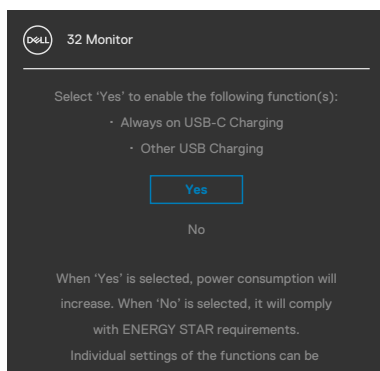 DELL
32 Monitor
Select ‘Yes’ to enable the following function(s):
· Always on USB-C Charging
· Other USB Charging
Yes
No
When ‘Yes’ is selected, power consumption will
increase. When ‘No’ is selected, it will comply
with ENERGY STAR requirements.
Individual settings of the functions can be